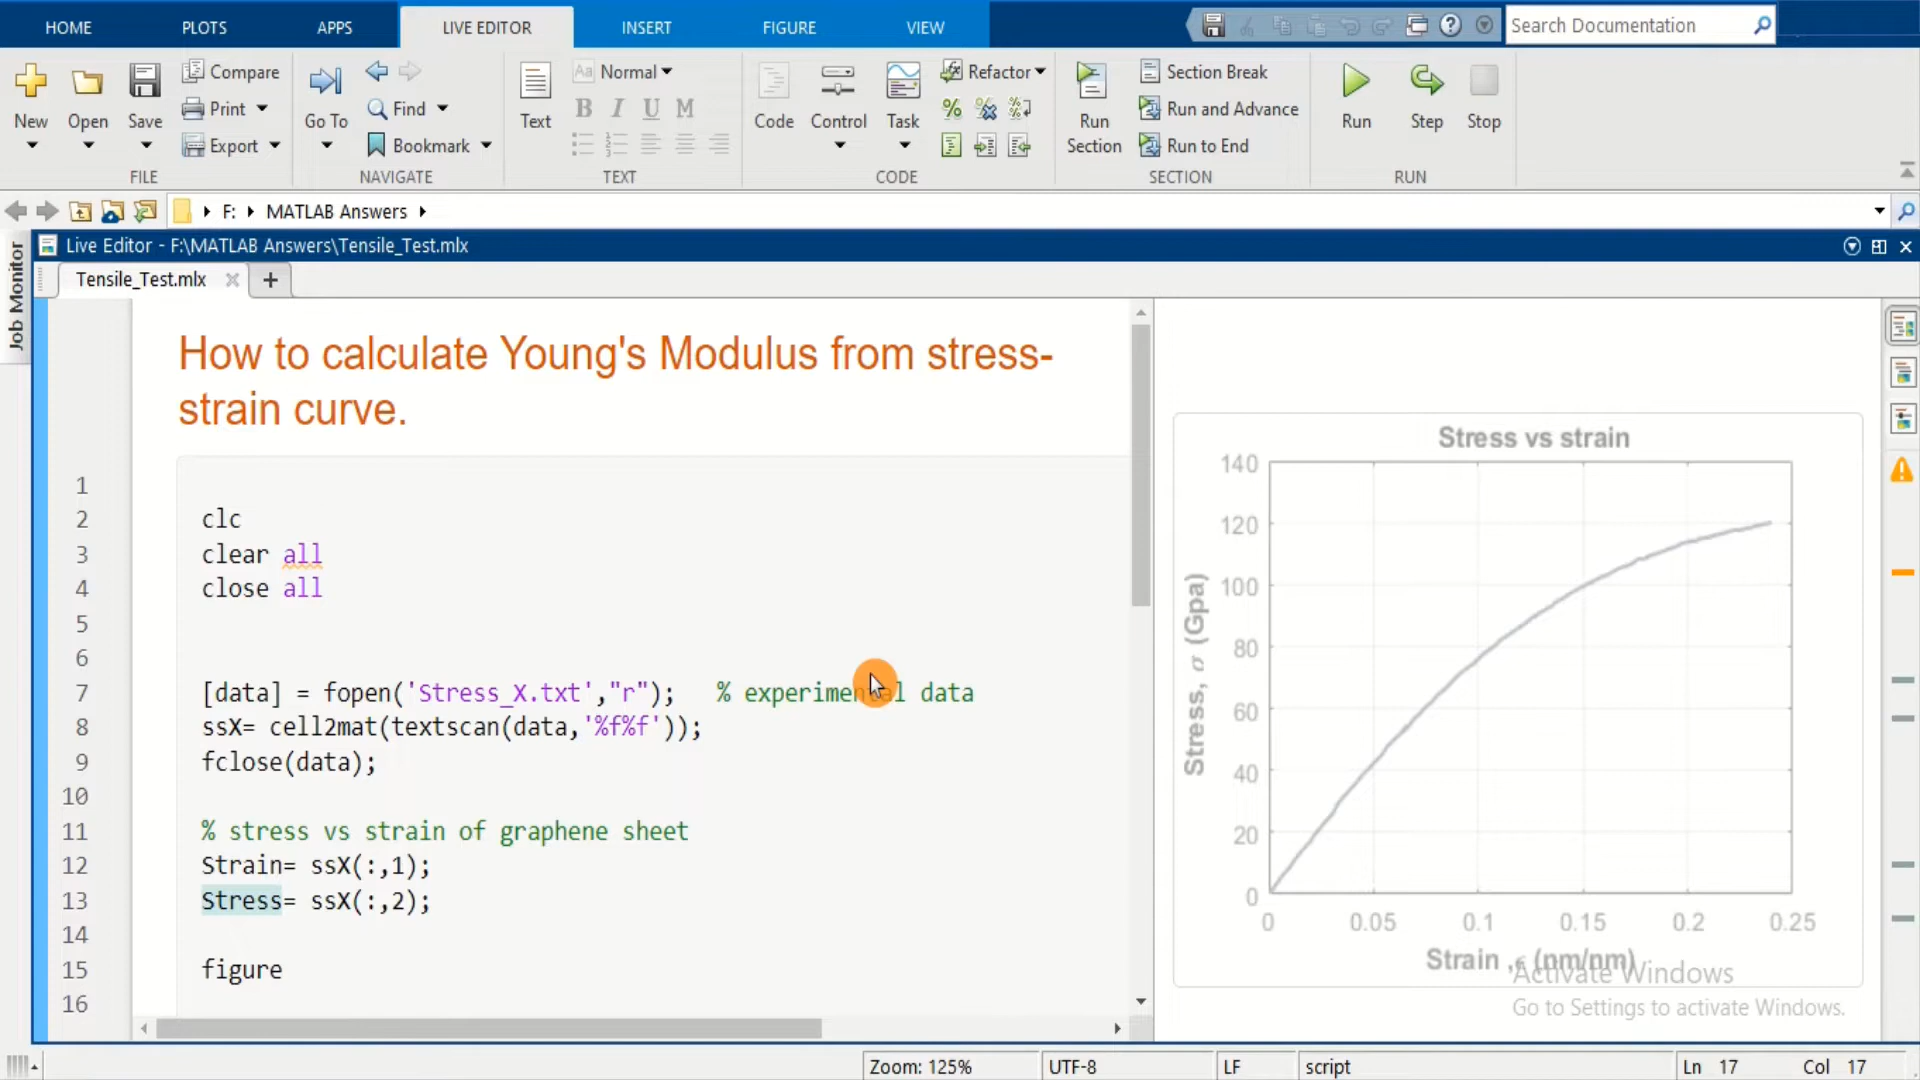 HOME PLOTS APPS LIVE EDITOR INSERT FIGURE VIEW Search Documentation
New Open Save Compare Print Export
FILE
Go To Find Bookmark
NAVIGATE
Text Aa Normal
B I U M
TEXT
Code Control Task Refactor
CODE
Run Section Section Break
Run and Advance
Run to End
SECTION
Run Step Stop
RUN
F: MATLAB Answers
Job Monitor
Live Editor - F:\MATLAB Answers\Tensile_Test.mlx
Tensile_Test.mlx
How to calculate Young's Modulus from stress-
strain curve.
1
2 clc
3 clear all
4 close all
5
6
7 [data] = fopen('Stress_X.txt',"r"); % experimental data
8 ssX= cell2mat(textscan(data,'%f%f'));
9 fclose(data);
10
11 % stress vs strain of graphene sheet
12 Strain= ssX(:,1);
13 Stress= ssX(:,2);
14
15 figure
16
Stress vs strain
140
120
100
80
60
40
20
0
Stress, σ (Gpa)
0 0.05 0.1 0.15 0.2 0.25
Strain ,ϵ (nm/nm)
Activate Windows
Go to Settings to activate Windows.
Zoom: 125% UTF-8 LF script Ln 17 Col 17